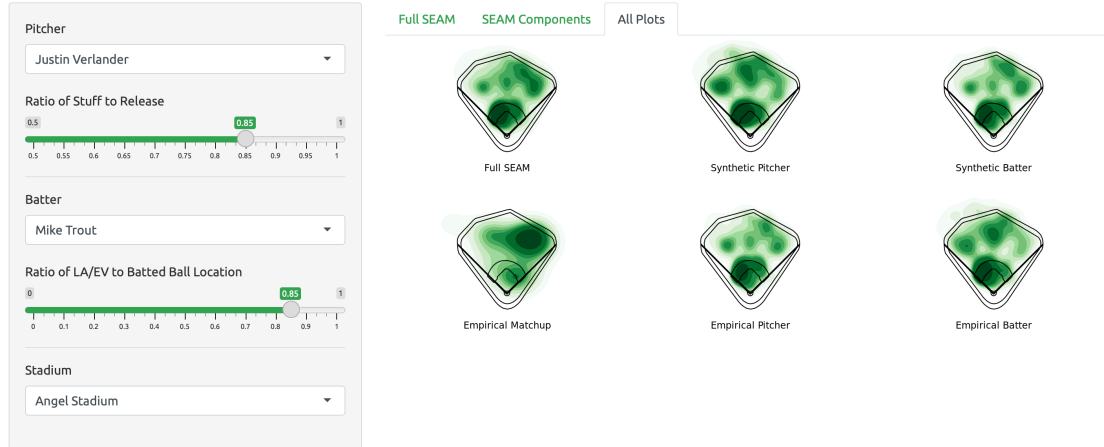 Full SEAM SEAM Components All Plots
Pitcher
Justin Verlander
Ratio of Stuff to Release
0.5 0.85 1
0.5 0.55 0.6 0.65 0.7 0.75 0.8 0.85 0.9 0.95 1
Batter
Mike Trout
Ratio of LA/EV to Batted Ball Location
0 0.85 1
0 0.1 0.2 0.3 0.4 0.5 0.6 0.7 0.8 0.9 1
Stadium
Angel Stadium
Full SEAM Synthetic Pitcher Synthetic Batter
Empirical Matchup Empirical Pitcher Empirical Batter